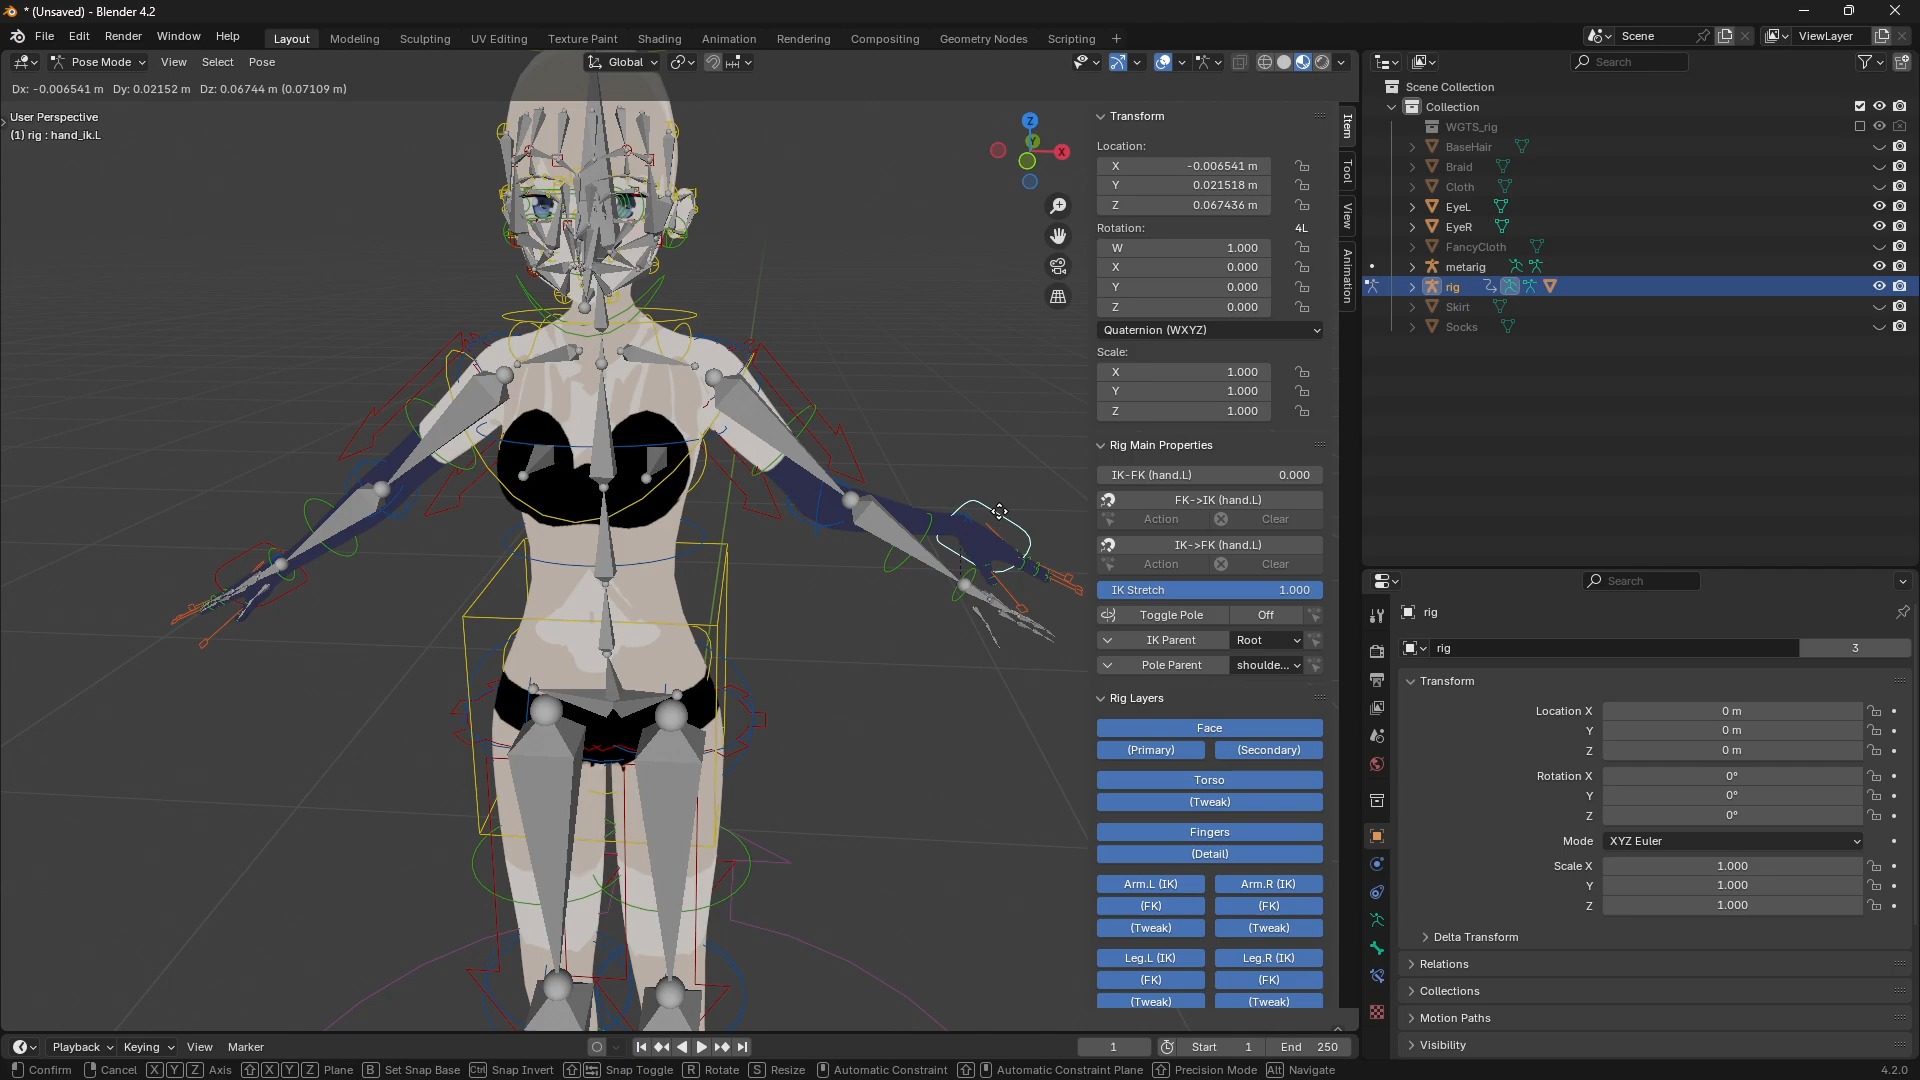 * (Unsaved) - Blender 4.2
File Edit Render Window Help
Layout Modeling Sculpting UV Editing Texture Paint Shading Animation Rendering Compositing Geometry Nodes Scripting +
Scene
ViewLayer
Pose Mode View Select Pose
Global
Search
Dx: -0.006541 m Dy: 0.02152 m Dz: 0.06744 m (0.07109 m)
User Perspective
(1) rig : hand_ik.L
Z
Y
X
Item
Tool
View
Animation
Transform
Location:
X -0.006541 m
Y 0.021518 m
Z 0.067436 m
Rotation: 4L
W 1.000
X 0.000
Y 0.000
Z 0.000
Quaternion (WXYZ)
Scale:
X 1.000
Y 1.000
Z 1.000
Rig Main Properties
IK-FK (hand.L) 0.000
FK->IK (hand.L)
Action Clear
IK->FK (hand.L)
Action Clear
IK Stretch 1.000
Toggle Pole Off
IK Parent Root
Pole Parent shoulde...
Rig Layers
Face
(Primary) (Secondary)
Torso
(Tweak)
Fingers
(Detail)
Arm.L (IK) Arm.R (IK)
(FK) (FK)
(Tweak) (Tweak)
Leg.L (IK) Leg.R (IK)
(FK) (FK)
(Tweak) (Tweak)
Scene Collection
Collection
WGTS_rig
BaseHair
Braid
Cloth
EyeL
EyeR
FancyCloth
metarig
rig
Skirt
Socks
Search
rig
rig 3
Transform
Location X 0 m
Y 0 m
Z 0 m
Rotation X 0°
Y 0°
Z 0°
Mode XYZ Euler
Scale X 1.000
Y 1.000
Z 1.000
Delta Transform
Relations
Collections
Motion Paths
Visibility
Playback Keying View Marker
1 Start 1 End 250
Confirm Cancel X Y Z Axis X Y Z Plane B Set Snap Base Ctrl Snap Invert Snap Toggle R Rotate S Resize Automatic Constraint Automatic Constraint Plane Precision Mode Alt Navigate
4.2.0